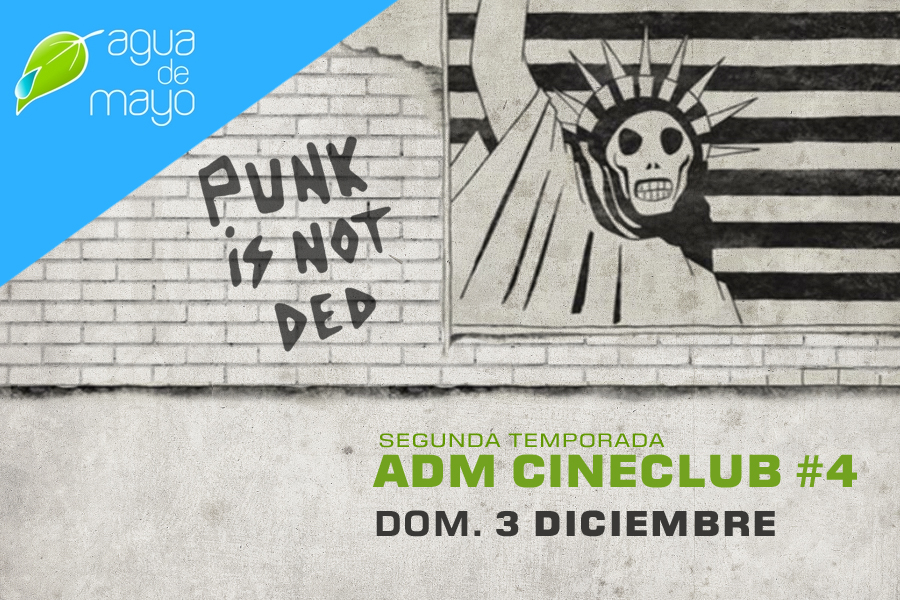 agua
de
mayo
PUNK
is NOT
DED
SEGUNDA TEMPORADA
ADM CINECLUB #4
DOM. 3 DICIEMBRE